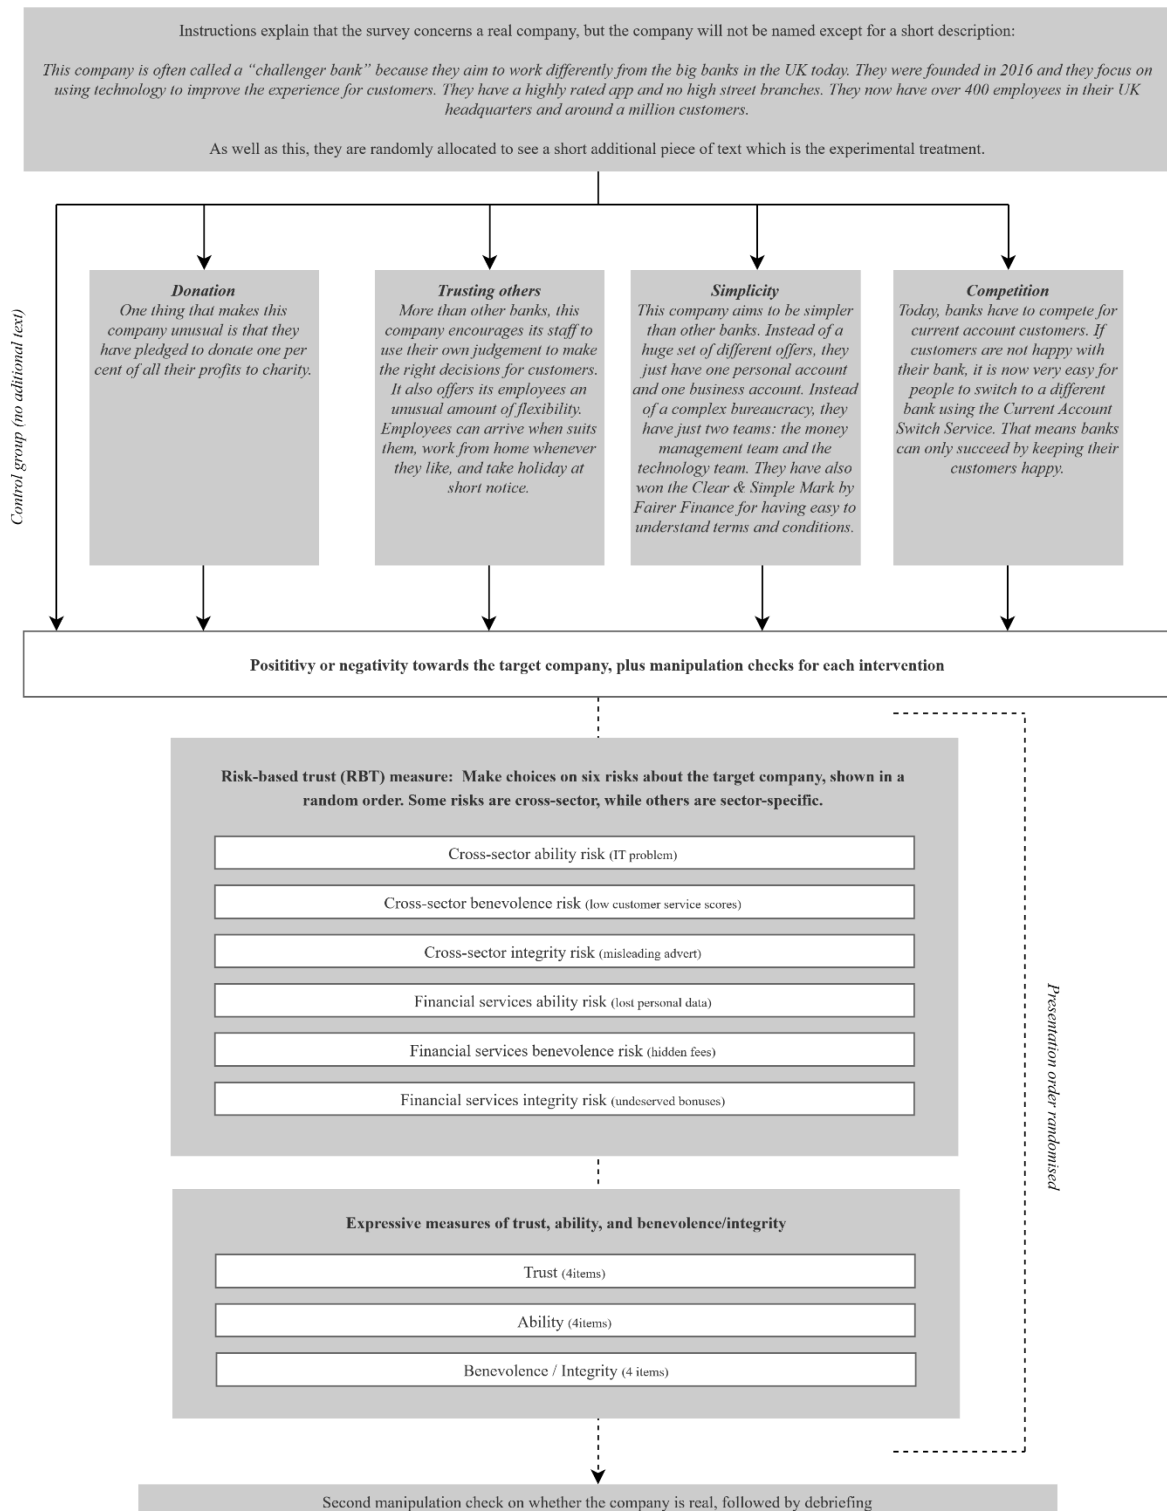 Instructions explain that the survey concerns a real company, but the company will not be named except for a short description:
This company is often called a “challenger bank” because they aim to work differently from the big banks in the UK today. They were founded in 2016 and they focus on
using technology to improve the experience for customers. They have a highly rated app and no high street branches. They now have over 400 employees in their UK
headquarters and around a million customers.
As well as this, they are randomly allocated to see a short additional piece of text which is the experimental treatment.
Control group (no aditional text)
Donation
One thing that makes this
company unusual is that they
have pledged to donate one per
cent of all their profits to charity.
Trusting others
More than other banks, this
company encourages its staff to
use their own judgement to make
the right decisions for customers.
It also offers its employees an
unusual amount of flexibility.
Employees can arrive when suits
them, work from home whenever
they like, and take holiday at
short notice.
Simplicity
This company aims to be simpler
than other banks. Instead of a
huge set of different offers, they
just have one personal account
and one business account. Instead
of a complex bureaucracy, they
have just two teams: the money
management team and the
technology team. They have also
won the Clear & Simple Mark by
Fairer Finance for having easy to
understand terms and conditions.
Competition
Today, banks have to compete for
current account customers. If
customers are not happy with
their bank, it is now very easy for
people to switch to a different
bank using the Current Account
Switch Service. That means banks
can only succeed by keeping their
customers happy.
Posititivy or negativity towards the target company, plus manipulation checks for each intervention
Risk-based trust (RBT) measure: Make choices on six risks about the target company, shown in a
random order. Some risks are cross-sector, while others are sector-specific.
Cross-sector ability risk (IT problem)
Cross-sector benevolence risk (low customer service scores)
Cross-sector integrity risk (misleading advert)
Financial services ability risk (lost personal data)
Financial services benevolence risk (hidden fees)
Financial services integrity risk (undeserved bonuses)
Presentation order randomised
Expressive measures of trust, ability, and benevolence/integrity
Trust (4items)
Ability (4items)
Benevolence / Integrity (4 items)
Second manipulation check on whether the company is real, followed by debriefing